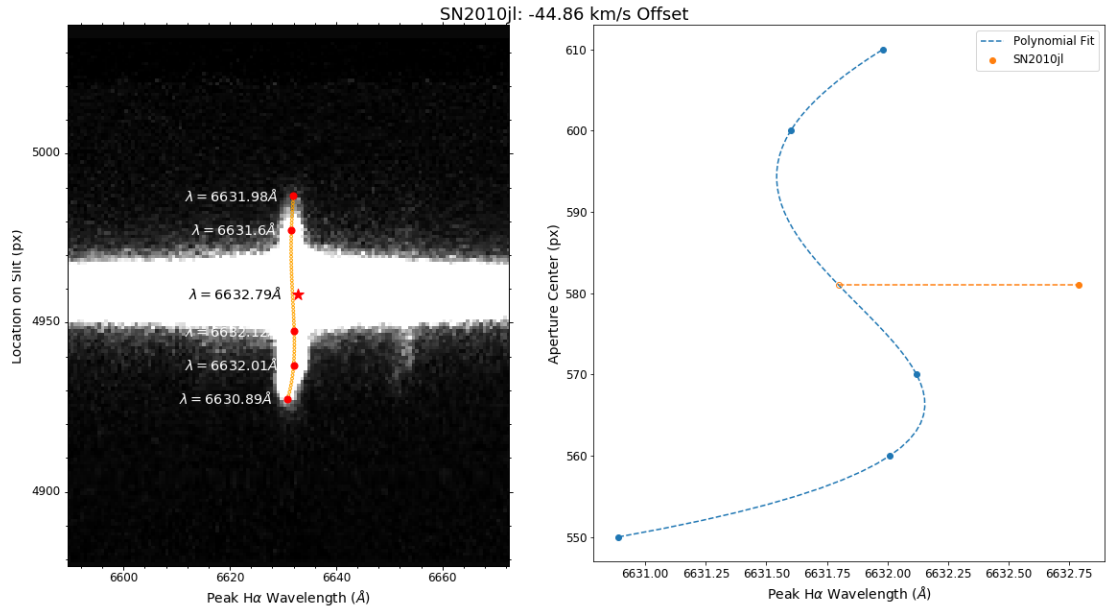 SN2010jl: -44.86 km/s Offset
Location on Slit (px)
5000
4950
4900
λ = 6631.98Å
λ = 6631.6Å
λ = 6632.79Å
λ = 6632.12Å
λ = 6632.01Å
λ = 6630.89Å
6600
6620
6640
6660
Peak Hα Wavelength (Å)
Aperture Center (px)
610
600
590
580
570
560
550
Polynomial Fit
SN2010jl
6631.00
6631.25
6631.50
6631.75
6632.00
6632.25
6632.50
6632.75
Peak Hα Wavelength (Å)